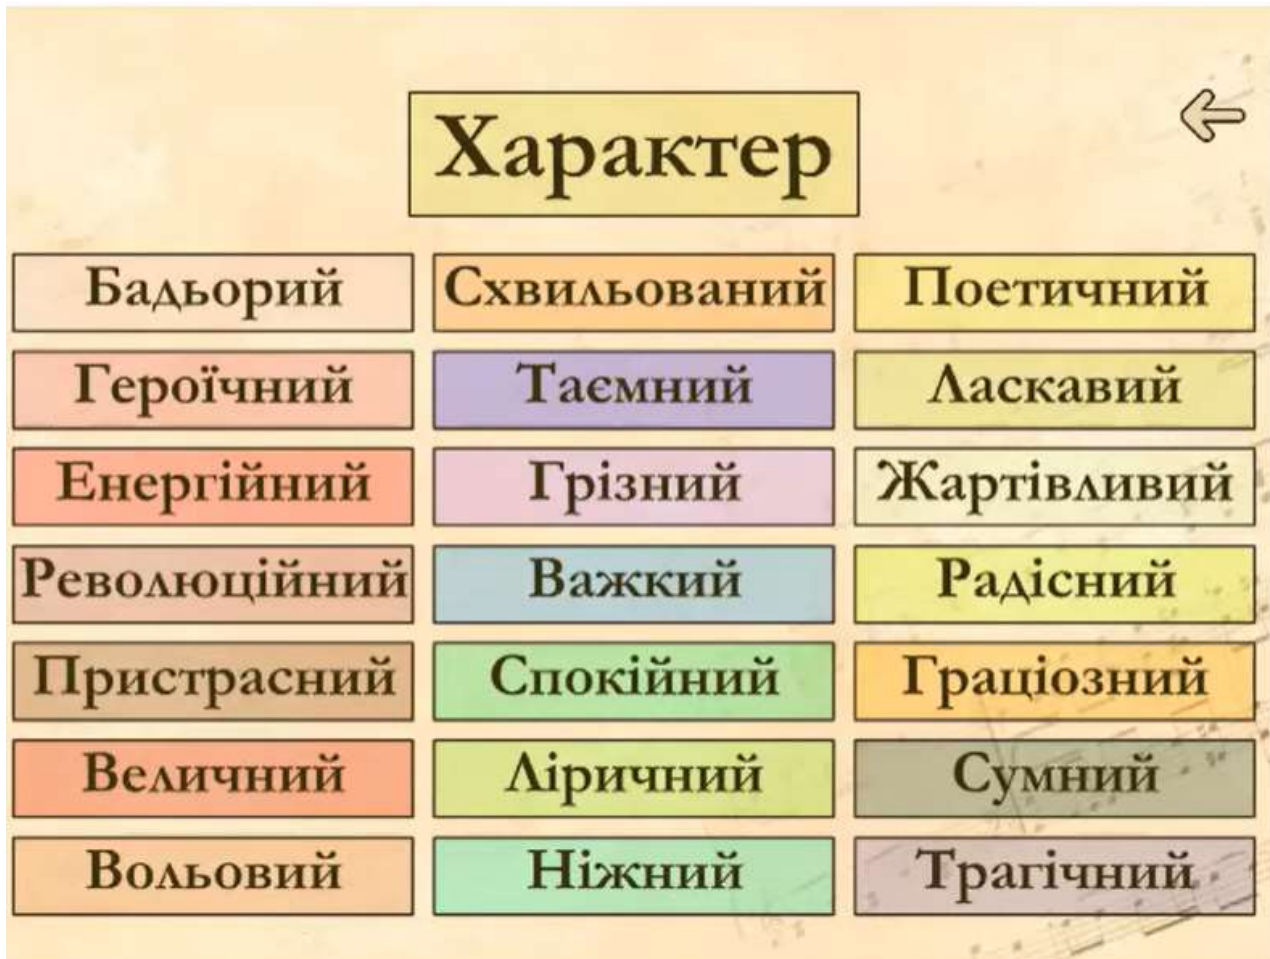 Характер
Бадьорий
Схвильований
Поетичний
Героїчний
Таємний
Ласкавий
Енергійний
Грізний
Жартівливий
Революційний
Важкий
Радісний
Пристрасний
Спокійний
Граціозний
Величний
Ліричний
Сумний
Вольовий
Ніжний
Трагічний